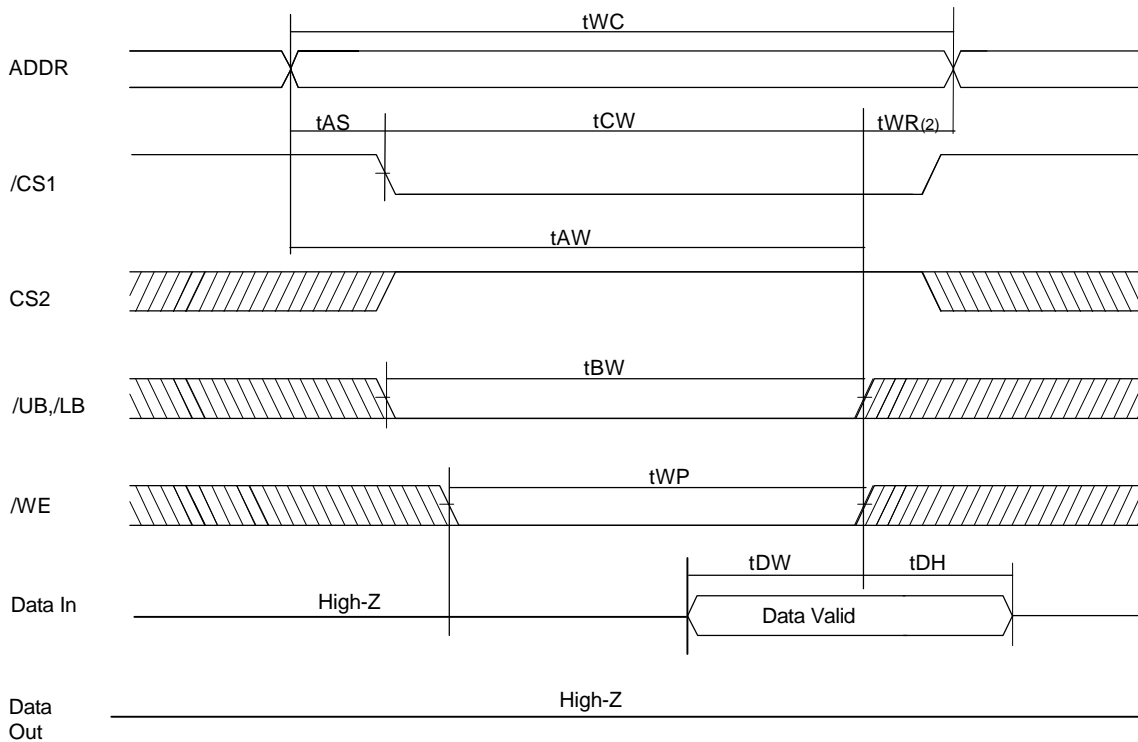 tWC
ADDR
tAS tCW tWR(2)
/CS1
tAW
CS2
tBW
/UB,/LB
tWP
/WE
tDW tDH
Data In High-Z Data Valid
High-Z
Data
Out